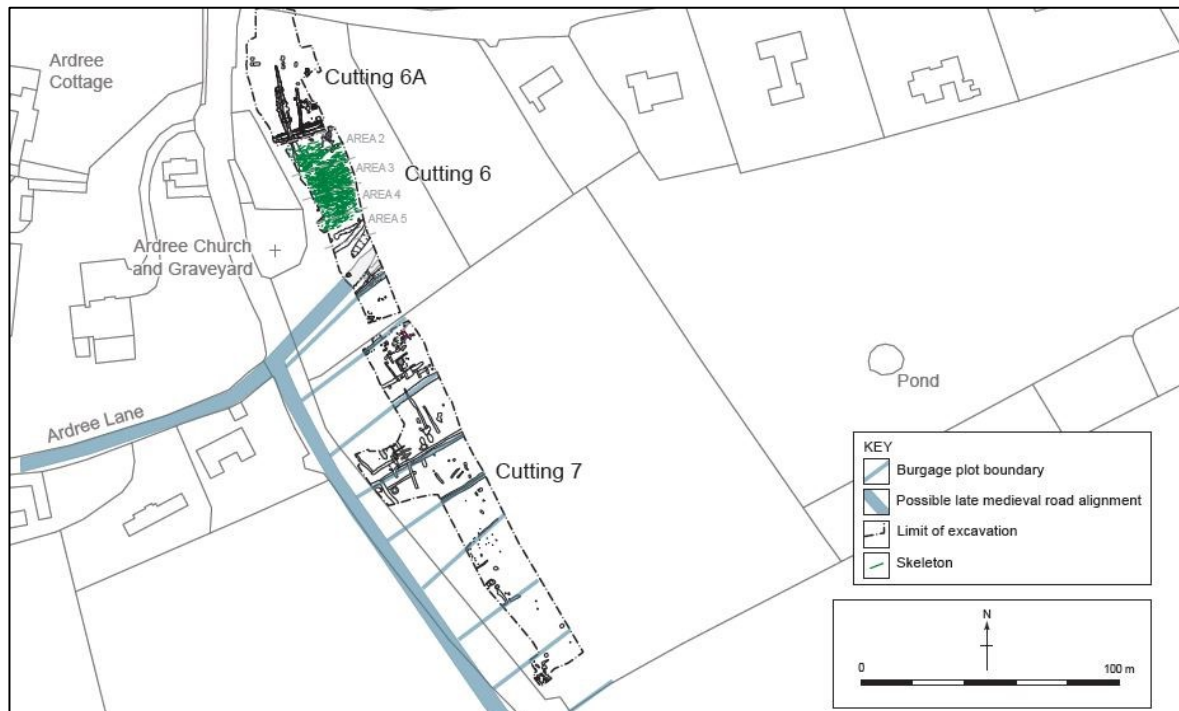 Ardree
Cottage
Cutting 6A
AREA 2
AREA 3
Cutting 6
AREA 4
AREA 5
Ardree Church
and Graveyard
Pond
Ardree Lane
Cutting 7
KEY
Burgage plot boundary
Possible late medieval road alignment
Limit of excavation
Skeleton
N
0
100 m